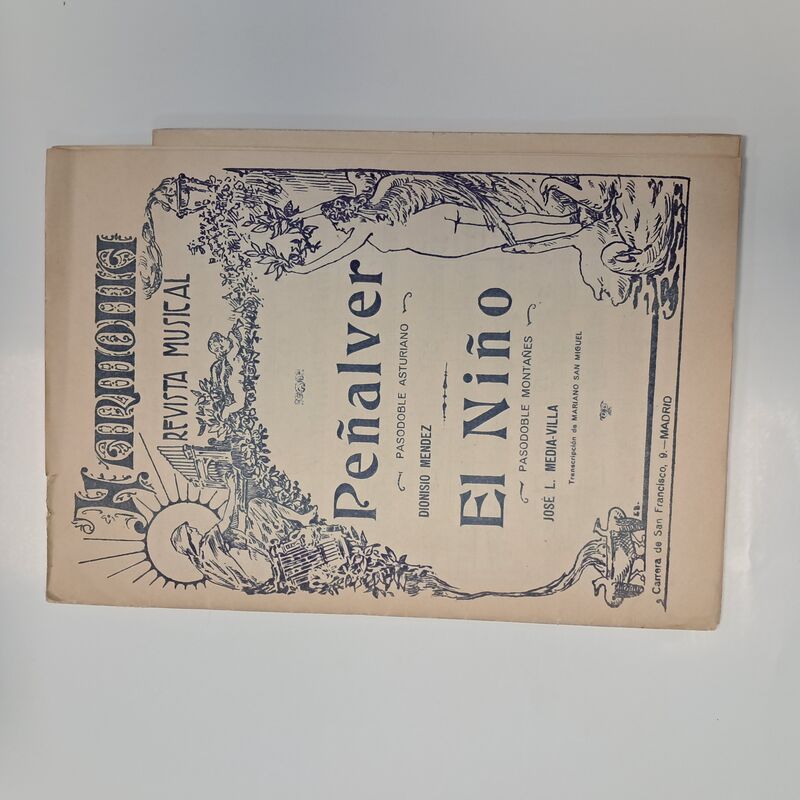 HARMONIA
REVISTA MUSICAL
Peñalver
PASODOBLE ASTURIANO
DIONISIO MENDEZ
El Niño
PASODOBLE MONTAÑES
JOSÉ L. MEDIA-VILLA
Transcripción de MARIANO SAN MIGUEL
Carrera de San Francisco, 9.—MADRID